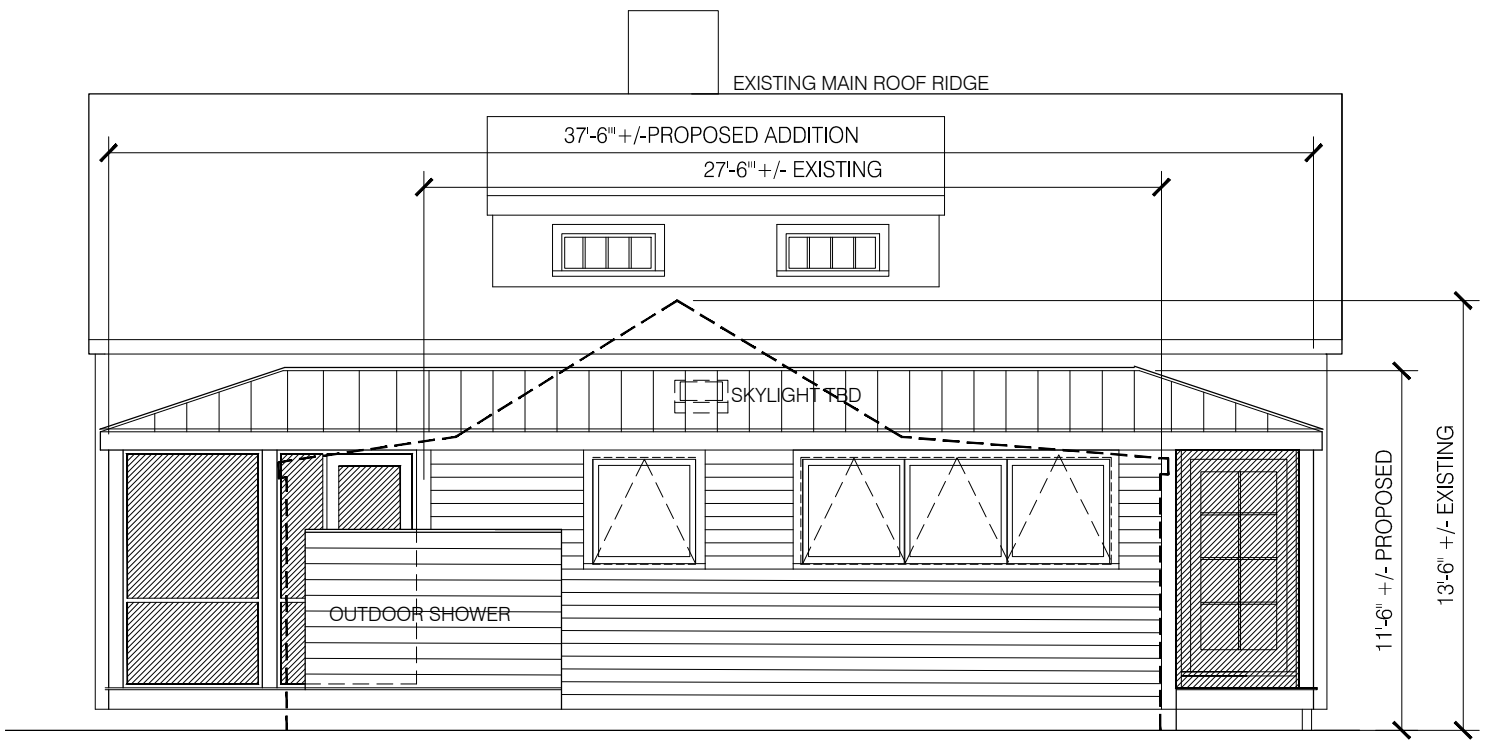 EXISTING MAIN ROOF RIDGE
37'-6"'+/-PROPOSED ADDITION
27'-6"'+/- EXISTING
SKYLIGHT TBD
OUTDOOR SHOWER
11'-6" +/- PROPOSED
13'-6" +/- EXISTING